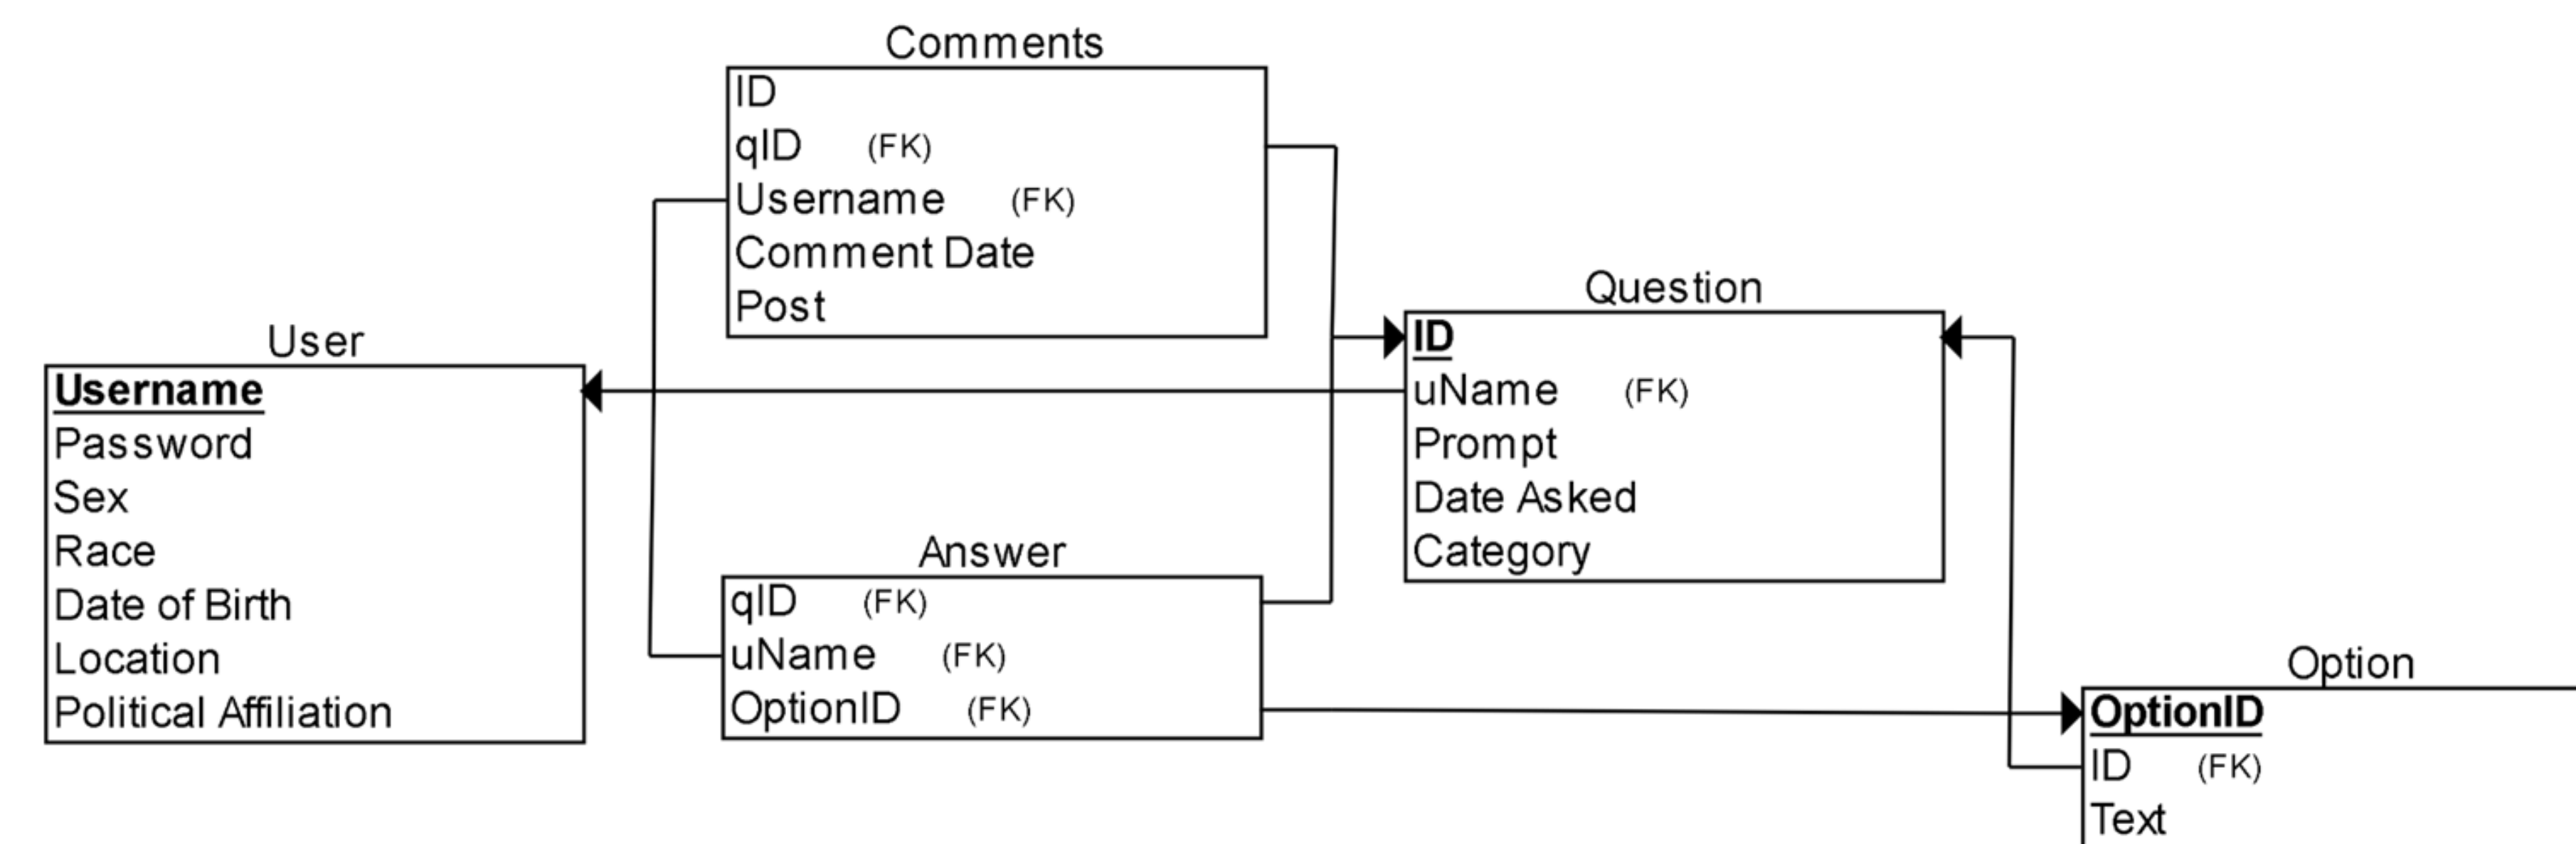 Comments
ID
qID (FK)
Username (FK)
Comment Date
Post
User
Username
Password
Sex
Race
Date of Birth
Location
Political Affiliation
Answer
qID (FK)
uName (FK)
OptionID (FK)
Question
ID
uName (FK)
Prompt
Date Asked
Category
Option
OptionID
ID (FK)
Text